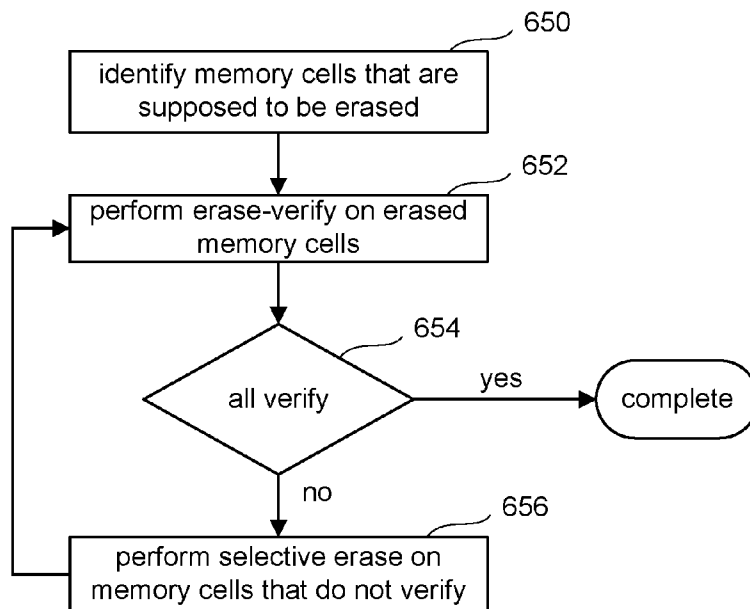 650
identify memory cells that are
supposed to be erased
652
perform erase-verify on erased
memory cells
654
all verify
yes
complete
no
656
perform selective erase on
memory cells that do not verify